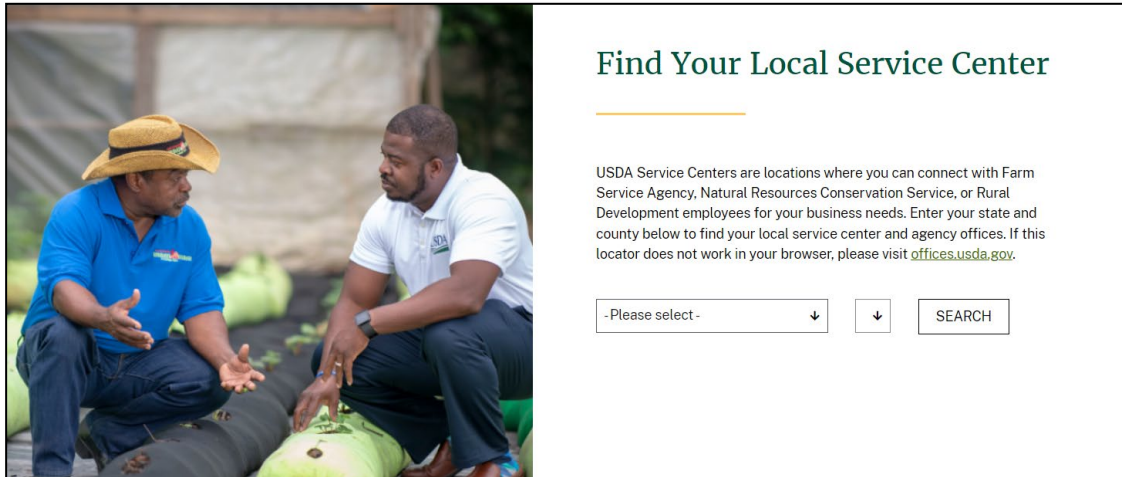 Find Your Local Service Center
USDA Service Centers are locations where you can connect with Farm
Service Agency, Natural Resources Conservation Service, or Rural
Development employees for your business needs. Enter your state and
county below to find your local service center and agency offices. If this
locator does not work in your browser, please visit offices.usda.gov.
- Please select -
SEARCH
USDA